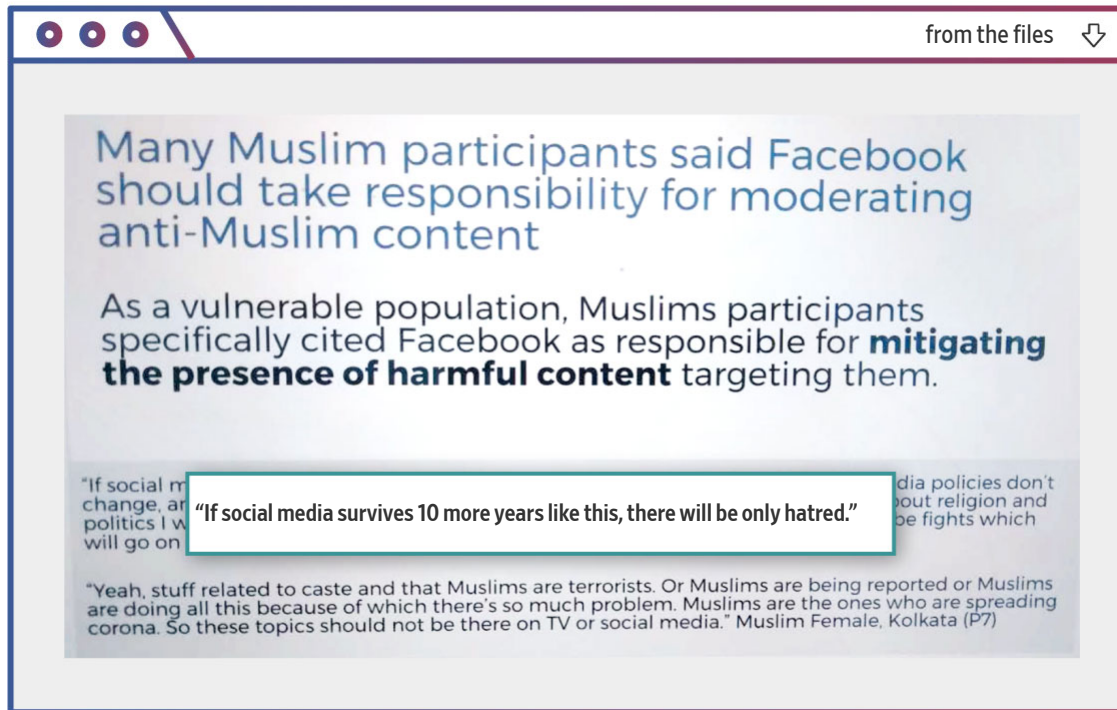 from the files
Many Muslim participants said Facebook
should take responsibility for moderating
anti-Muslim content
As a vulnerable population, Muslims participants
specifically cited Facebook as responsible for mitigating
the presence of harmful content targeting them.
"If social dia policies don't
change, bout religion and
“If social media survives 10 more years like this, there will be only hatred.”
politics I be fights which
will go on
"Yeah, stuff related to caste and that Muslims are terrorists. Or Muslims are being reported or Muslims
are doing all this because of which there's so much problem. Muslims are the ones who are spreading
corona. So these topics should not be there on TV or social media." Muslim Female, Kolkata (P7)